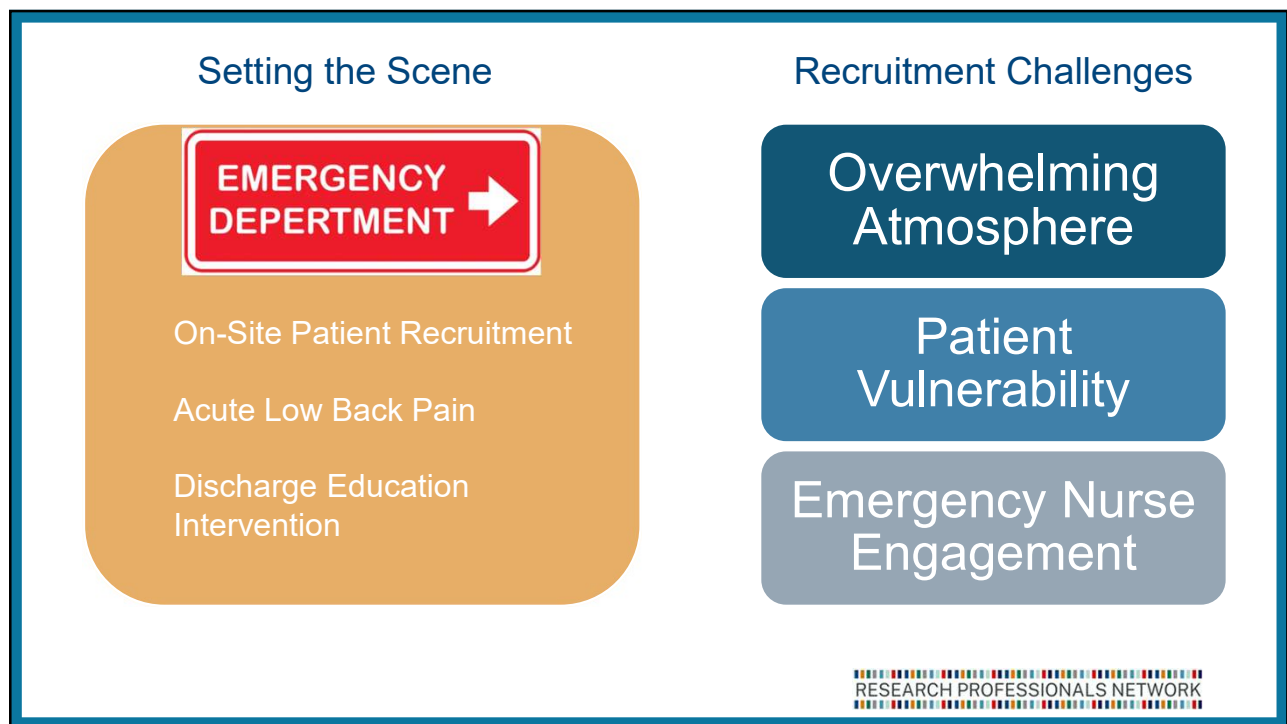 Setting the Scene
EMERGENCY
DEPERTMENT
On-Site Patient Recruitment
Acute Low Back Pain
Discharge Education
Intervention
Recruitment Challenges
Overwhelming
Atmosphere
Patient
Vulnerability
Emergency Nurse
Engagement
RESEARCH PROFESSIONALS NETWORK